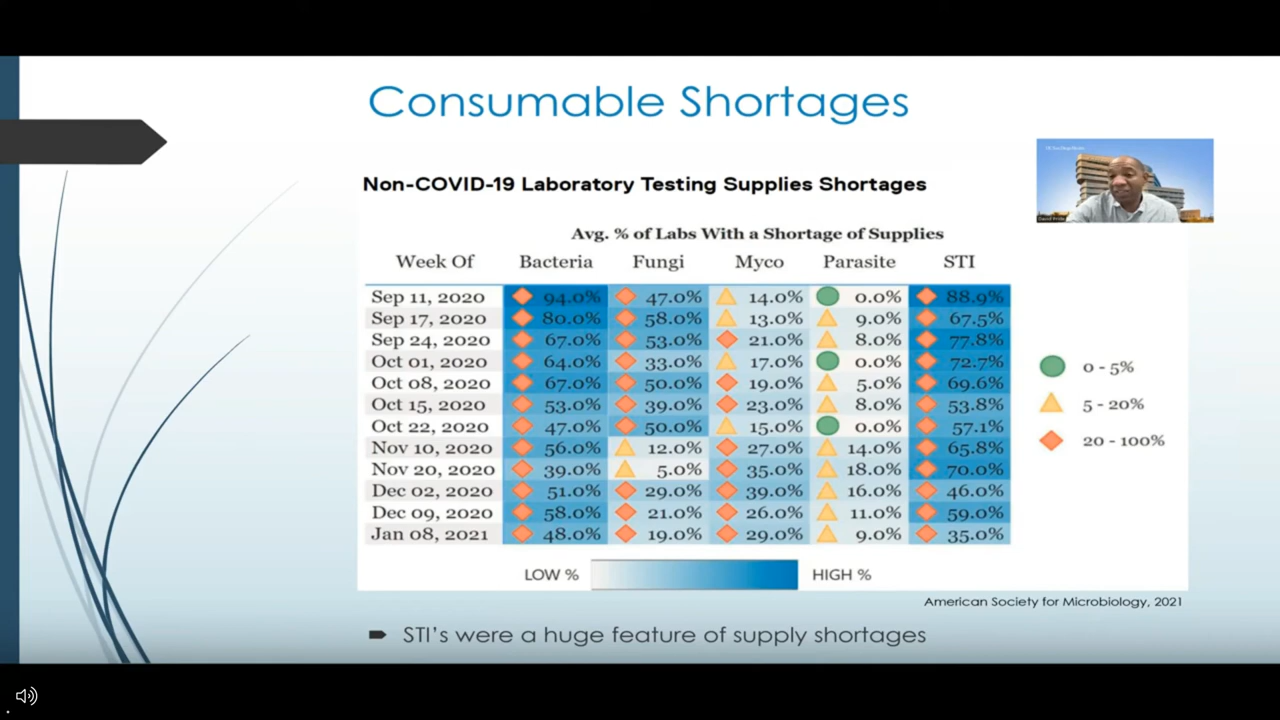 Consumable Shortages
Non-COVID-19 Laboratory Testing Supplies Shortages
Avg. % of Labs With a Shortage of Supplies
Week Of Bacteria Fungi Myco Parasite STI
Sep 11, 2020 94.0% 47.0% 14.0% 0.0% 88.9%
Sep 17, 2020 80.0% 58.0% 13.0% 9.0% 67.5%
Sep 24, 2020 67.0% 53.0% 21.0% 8.0% 77.8%
Oct 01, 2020 64.0% 33.0% 17.0% 0.0% 72.7%
Oct 08, 2020 67.0% 50.0% 19.0% 5.0% 69.6%
Oct 15, 2020 53.0% 39.0% 23.0% 8.0% 53.8%
Oct 22, 2020 47.0% 50.0% 15.0% 0.0% 57.1%
Nov 10, 2020 56.0% 12.0% 27.0% 14.0% 65.8%
Nov 20, 2020 39.0% 5.0% 35.0% 18.0% 70.0%
Dec 02, 2020 51.0% 29.0% 39.0% 16.0% 46.0%
Dec 09, 2020 58.0% 21.0% 26.0% 11.0% 59.0%
Jan 08, 2021 48.0% 19.0% 29.0% 9.0% 35.0%
0 - 5%
5 - 20%
20 - 100%
LOW % HIGH %
American Society for Microbiology, 2021
STI's were a huge feature of supply shortages